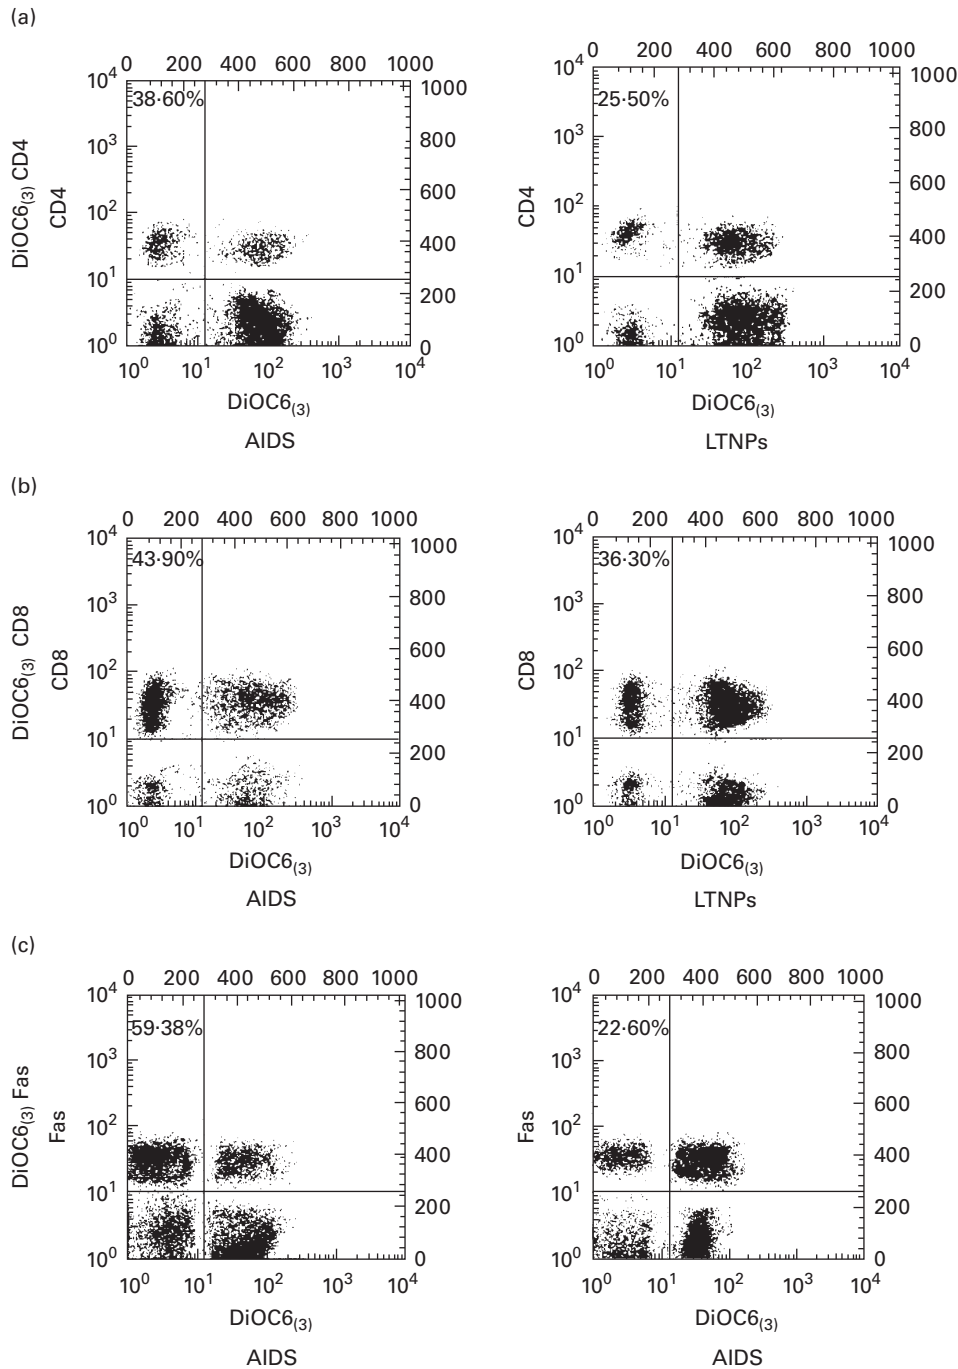 (a)
0 200 400 600 800 1000
0 200 400 600 800 1000
DiOC6(3) CD4
CD4
10^4
10^3
10^2
10^1
10^0
38·60%
1000
800
600
400
200
0
10^0 10^1 10^2 10^3 10^4
DiOC6(3)
AIDS
CD4
10^4
10^3
10^2
10^1
10^0
25·50%
1000
800
600
400
200
0
10^0 10^1 10^2 10^3 10^4
DiOC6(3)
LTNPs
(b)
0 200 400 600 800 1000
0 200 400 600 800 1000
DiOC6(3) CD8
CD8
10^4
10^3
10^2
10^1
10^0
43·90%
1000
800
600
400
200
0
10^0 10^1 10^2 10^3 10^4
DiOC6(3)
AIDS
CD8
10^4
10^3
10^2
10^1
10^0
36·30%
1000
800
600
400
200
0
10^0 10^1 10^2 10^3 10^4
DiOC6(3)
LTNPs
(c)
0 200 400 600 800 1000
0 200 400 600 800 1000
DiOC6(3) Fas
Fas
10^4
10^3
10^2
10^1
10^0
59·38%
1000
800
600
400
200
0
10^0 10^1 10^2 10^3 10^4
DiOC6(3)
AIDS
Fas
10^4
10^3
10^2
10^1
10^0
22·60%
1000
800
600
400
200
0
10^0 10^1 10^2 10^3 10^4
DiOC6(3)
AIDS